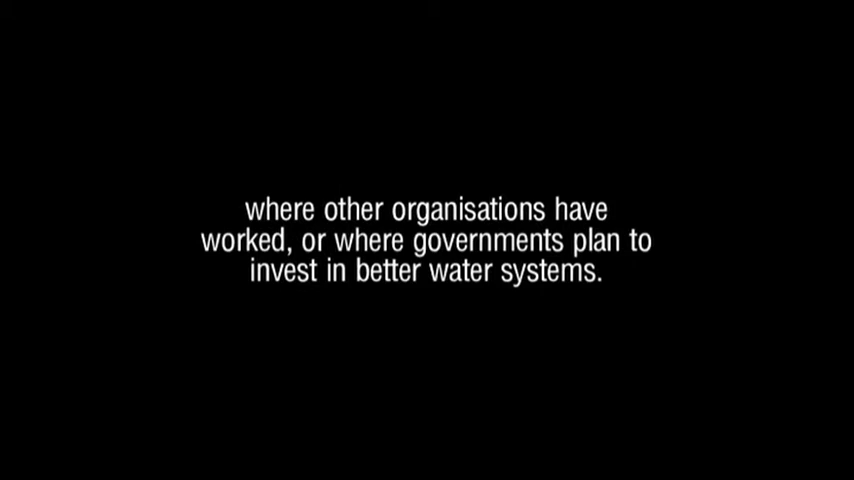 where other organisations have
worked, or where governments plan to
invest in better water systems.